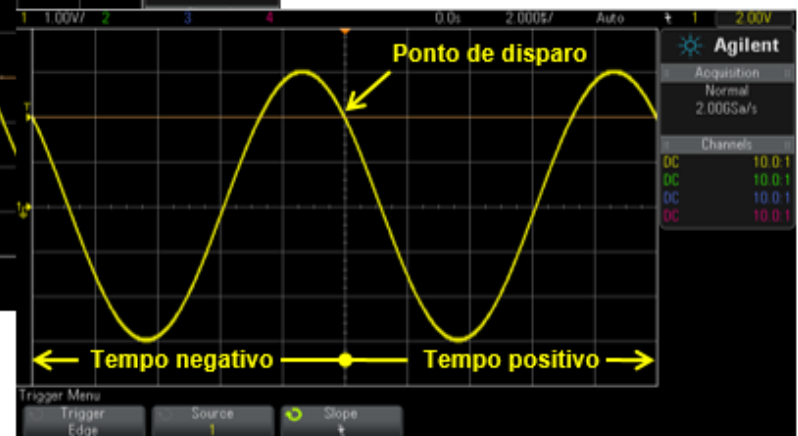 1 1.00V/ 2 3 4 0.0s 2.000s/ Auto 1 2.00V
Agilent
Acquisition
Normal
2.00GSa/s
Channels
DC 10.0:1
DC 10.0:1
DC 10.0:1
DC 10.0:1
Ponto de disparo
T
1
Tempo negativo
Tempo positivo
Trigger Menu
Trigger
Edge
Source
1
Slope